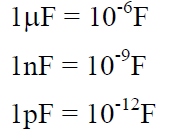 1μF = 10⁻⁶F
1nF = 10⁻⁹F
1pF = 10⁻¹²F